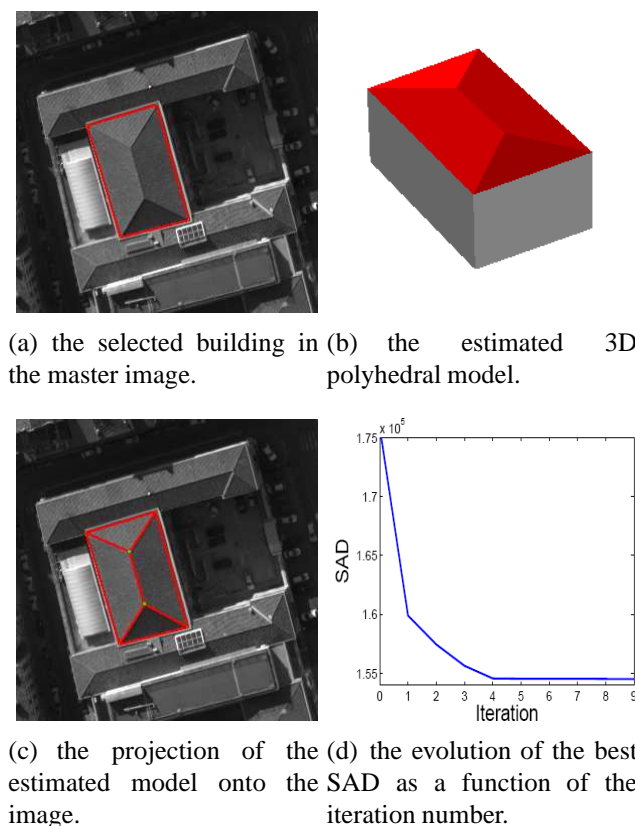 (a) the selected building in
the master image.
(b) the estimated 3D
polyhedral model.
x 10^5
1.75
1.7
1.65
1.6
1.55
SAD
0 1 2 3 4 5 6 7 8 9
Iteration
(c) the projection of the
estimated model onto the
image.
(d) the evolution of the best
SAD as a function of the
iteration number.